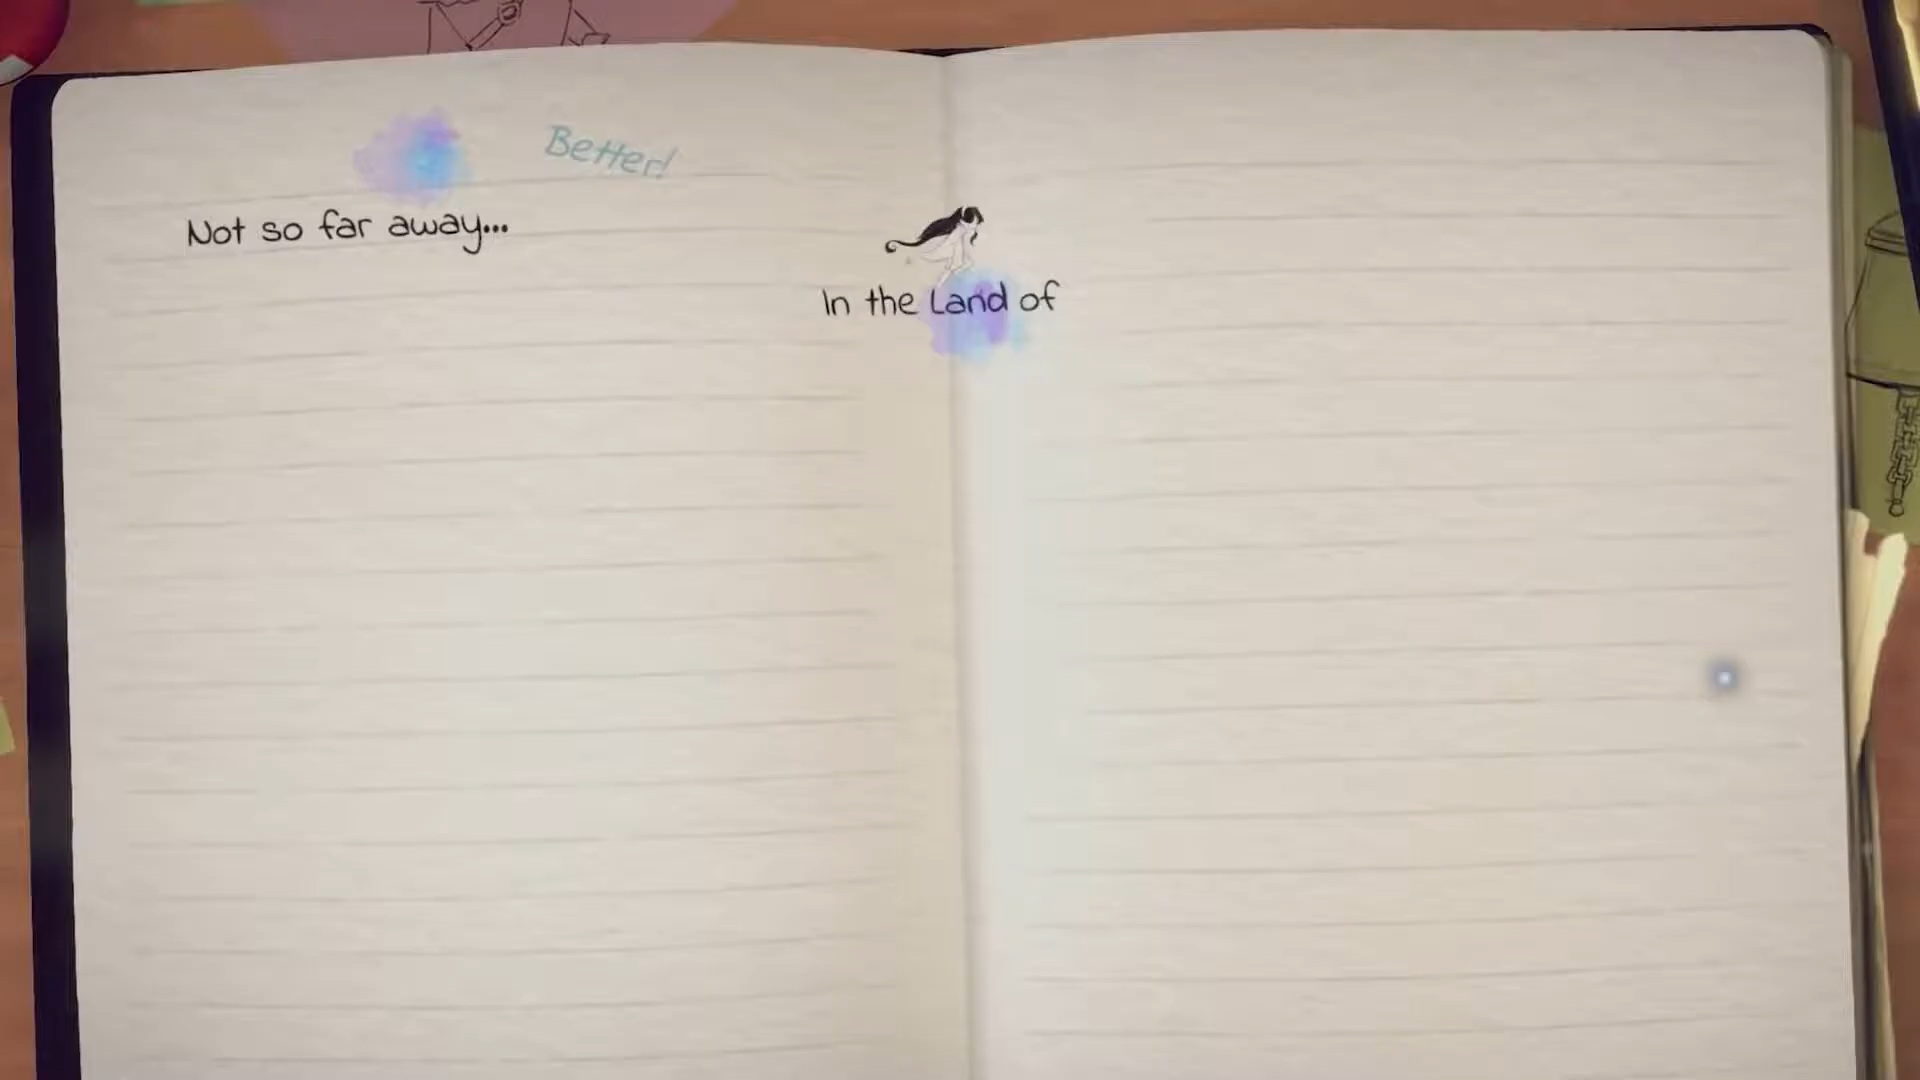 Better!
Not so far away...
In the Land of